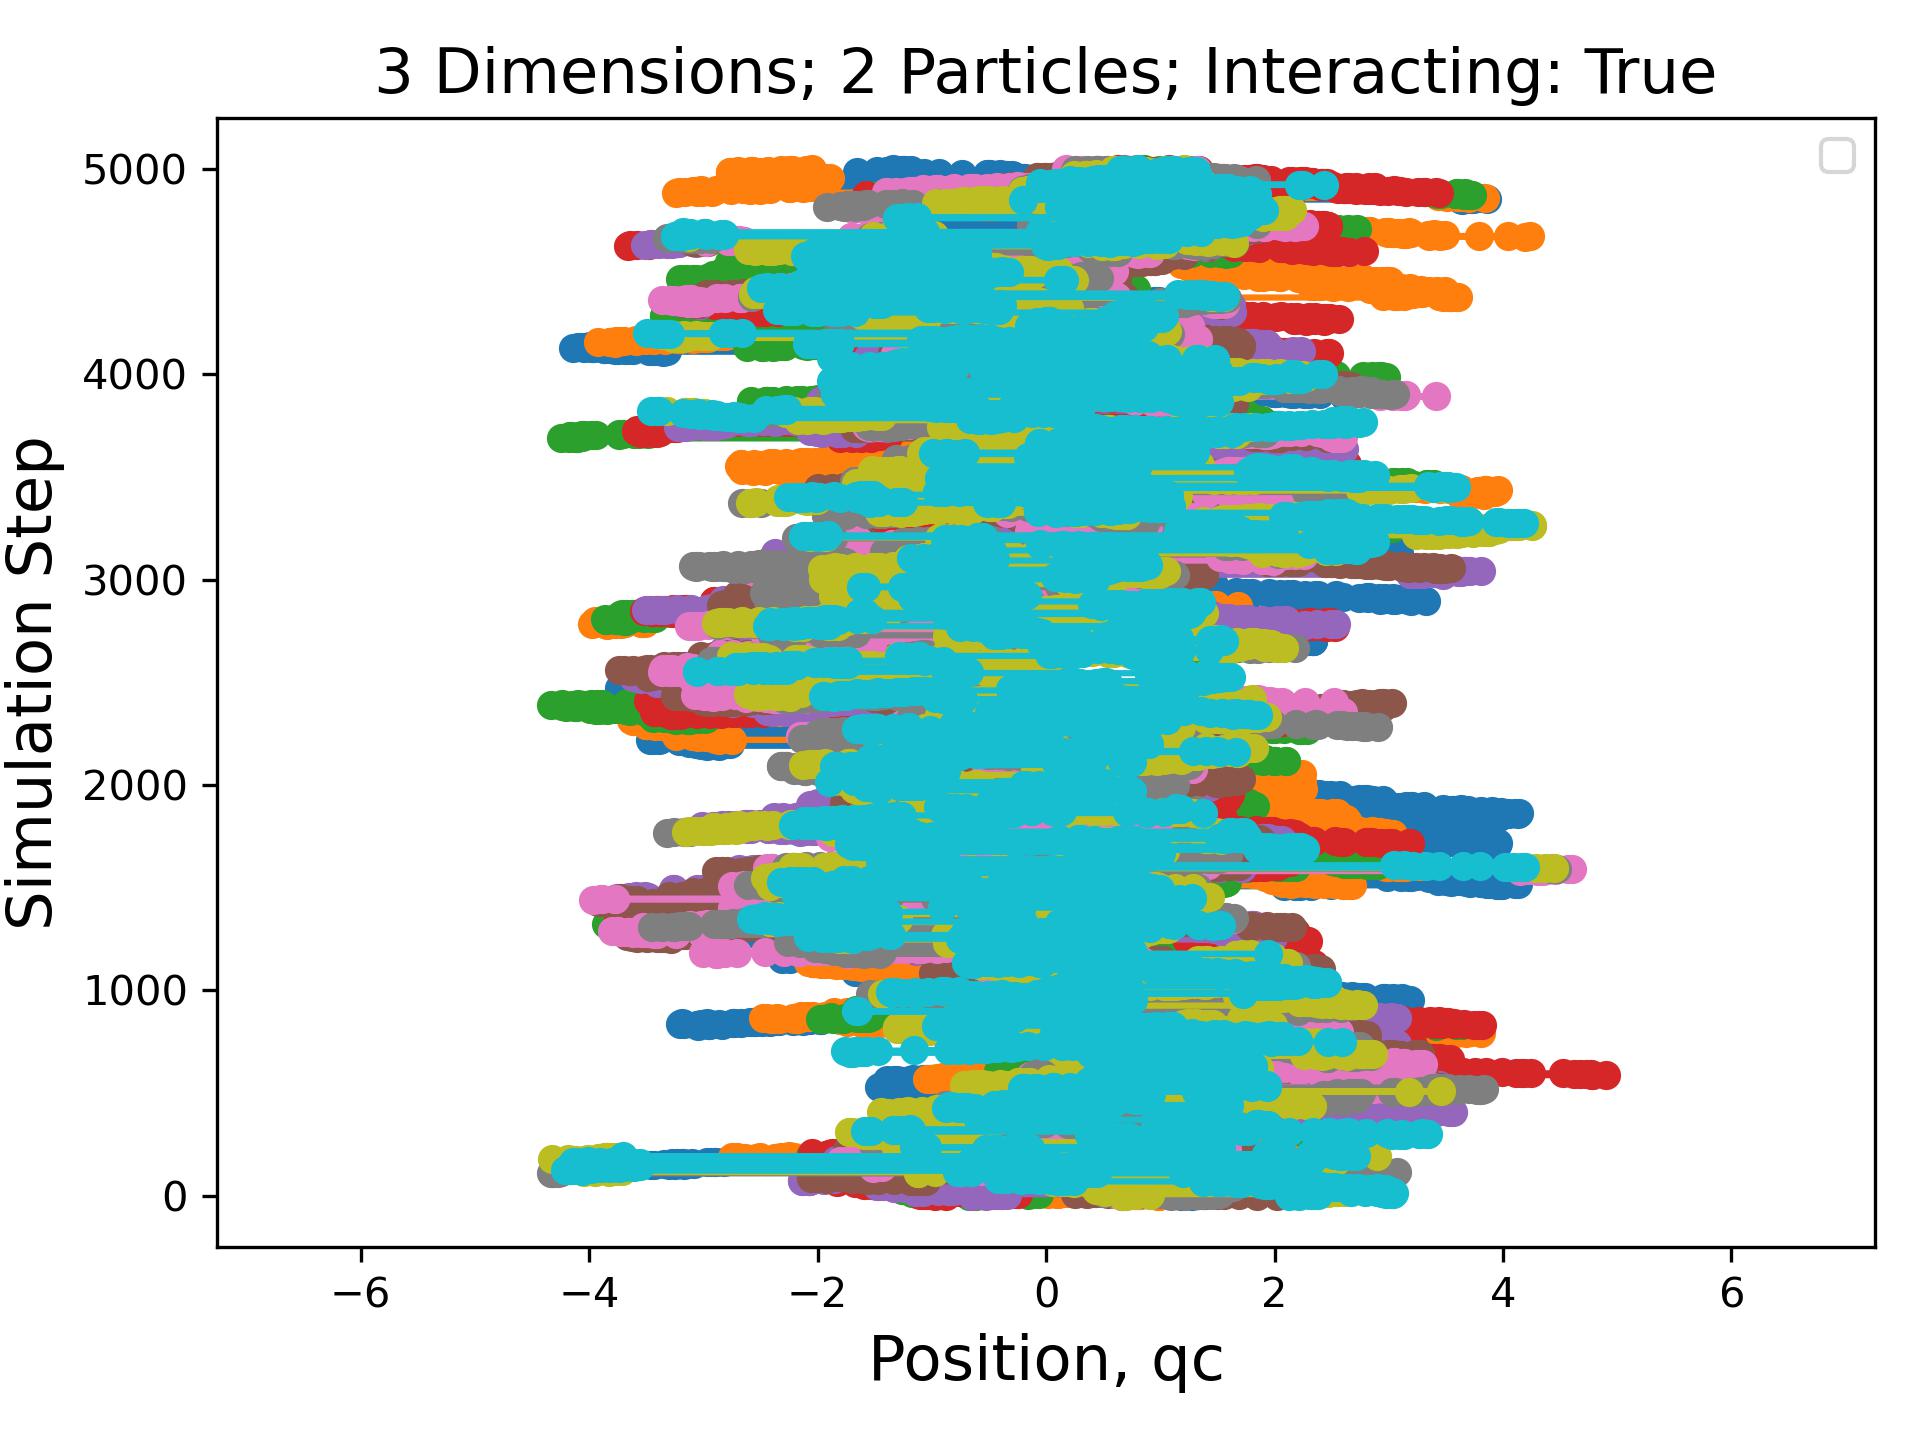 3 Dimensions; 2 Particles; Interacting: True
5000
4000
3000
2000
1000
0
Simulation Step
−6 −4 −2 0 2 4 6
Position, qc